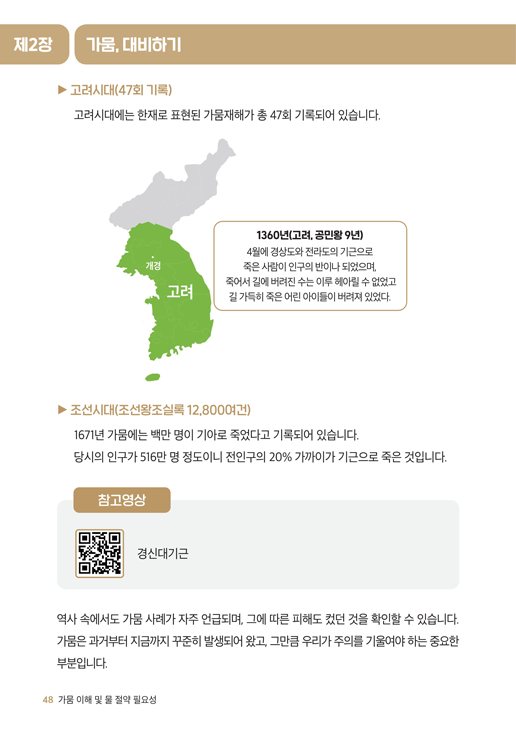 제2장
가뭄, 대비하기
▶ 고려시대(47회 기록)
고려시대에는 한재로 표현된 가뭄재해가 총 47회 기록되어 있습니다.
개경
고려
1360년(고려, 공민왕 9년)
4월에 경상도와 전라도의 기근으로
죽은 사람이 인구의 반이나 되었으며,
죽어서 길에 버려진 수는 이루 헤아릴 수 없었고
길 가득히 죽은 어린 아이들이 버려져 있었다.
▶ 조선시대(조선왕조실록 12,800여건)
1671년 가뭄에는 백만 명이 기아로 죽었다고 기록되어 있습니다.
당시의 인구가 516만 명 정도이니 전인구의 20% 가까이가 기근으로 죽은 것입니다.
참고영상
경신대기근
역사 속에서도 가뭄 사례가 자주 언급되며, 그에 따른 피해도 컸던 것을 확인할 수 있습니다.
가뭄은 과거부터 지금까지 꾸준히 발생되어 왔고, 그만큼 우리가 주의를 기울여야 하는 중요한
부분입니다.
48 가뭄 이해 및 물 절약 필요성